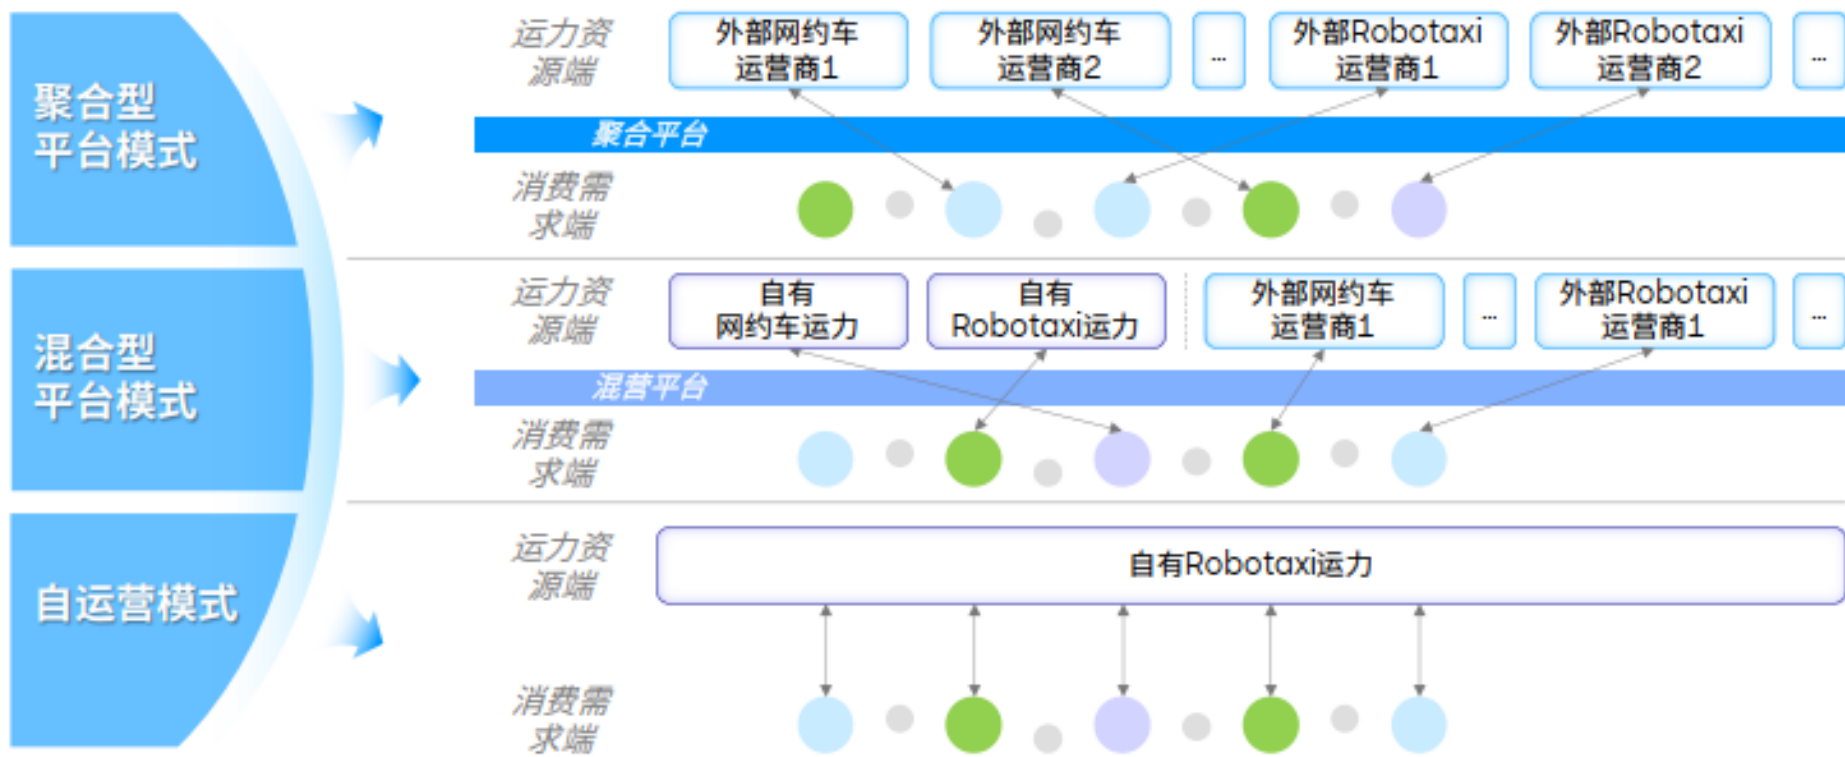 聚合型
平台模式
运力资
源端
外部网约车
运营商1
外部网约车
运营商2
...
外部Robotaxi
运营商1
外部Robotaxi
运营商2
...
聚合平台
消费需
求端
混合型
平台模式
运力资
源端
自有
网约车运力
自有
Robotaxi运力
外部网约车
运营商1
...
外部Robotaxi
运营商1
...
混营平台
消费需
求端
自运营模式
运力资
源端
自有Robotaxi运力
消费需
求端